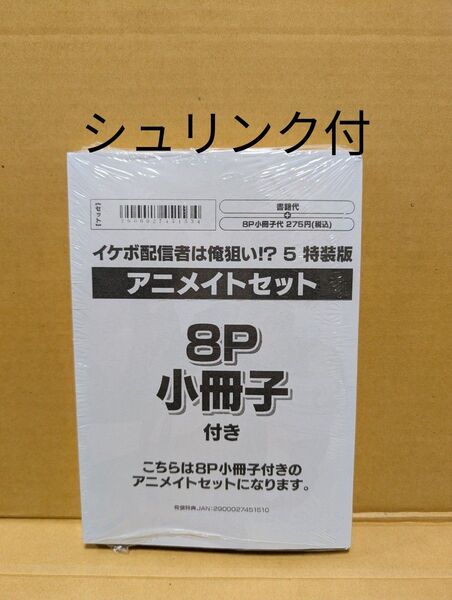 シュリンク付
【セット】
書籍代
+
8P小冊子代 275円(税込)
イケボ配信者は俺狙い!? 5 特装版
アニメイトセット
8P
小冊子
付き
こちらは8P小冊子付きの
アニメイトセットになります。
有償特典JAN:2900027451510